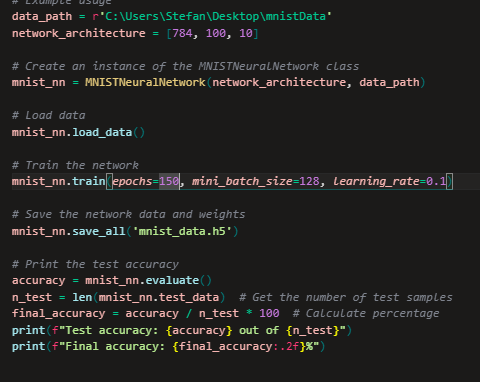 # Example usage
data_path = r'C:\Users\Stefan\Desktop\mnistData'
network_architecture = [784, 100, 10]
# Create an instance of the MNISTNeuralNetwork class
mnist_nn = MNISTNeuralNetwork(network_architecture, data_path)
# Load data
mnist_nn.load_data()
# Train the network
mnist_nn.train(epochs=150, mini_batch_size=128, learning_rate=0.1)
# Save the network data and weights
mnist_nn.save_all('mnist_data.h5')
# Print the test accuracy
accuracy = mnist_nn.evaluate()
n_test = len(mnist_nn.test_data)  # Get the number of test samples
final_accuracy = accuracy / n_test * 100  # Calculate percentage
print(f"Test accuracy: {accuracy} out of {n_test}")
print(f"Final accuracy: {final_accuracy:.2f}%")